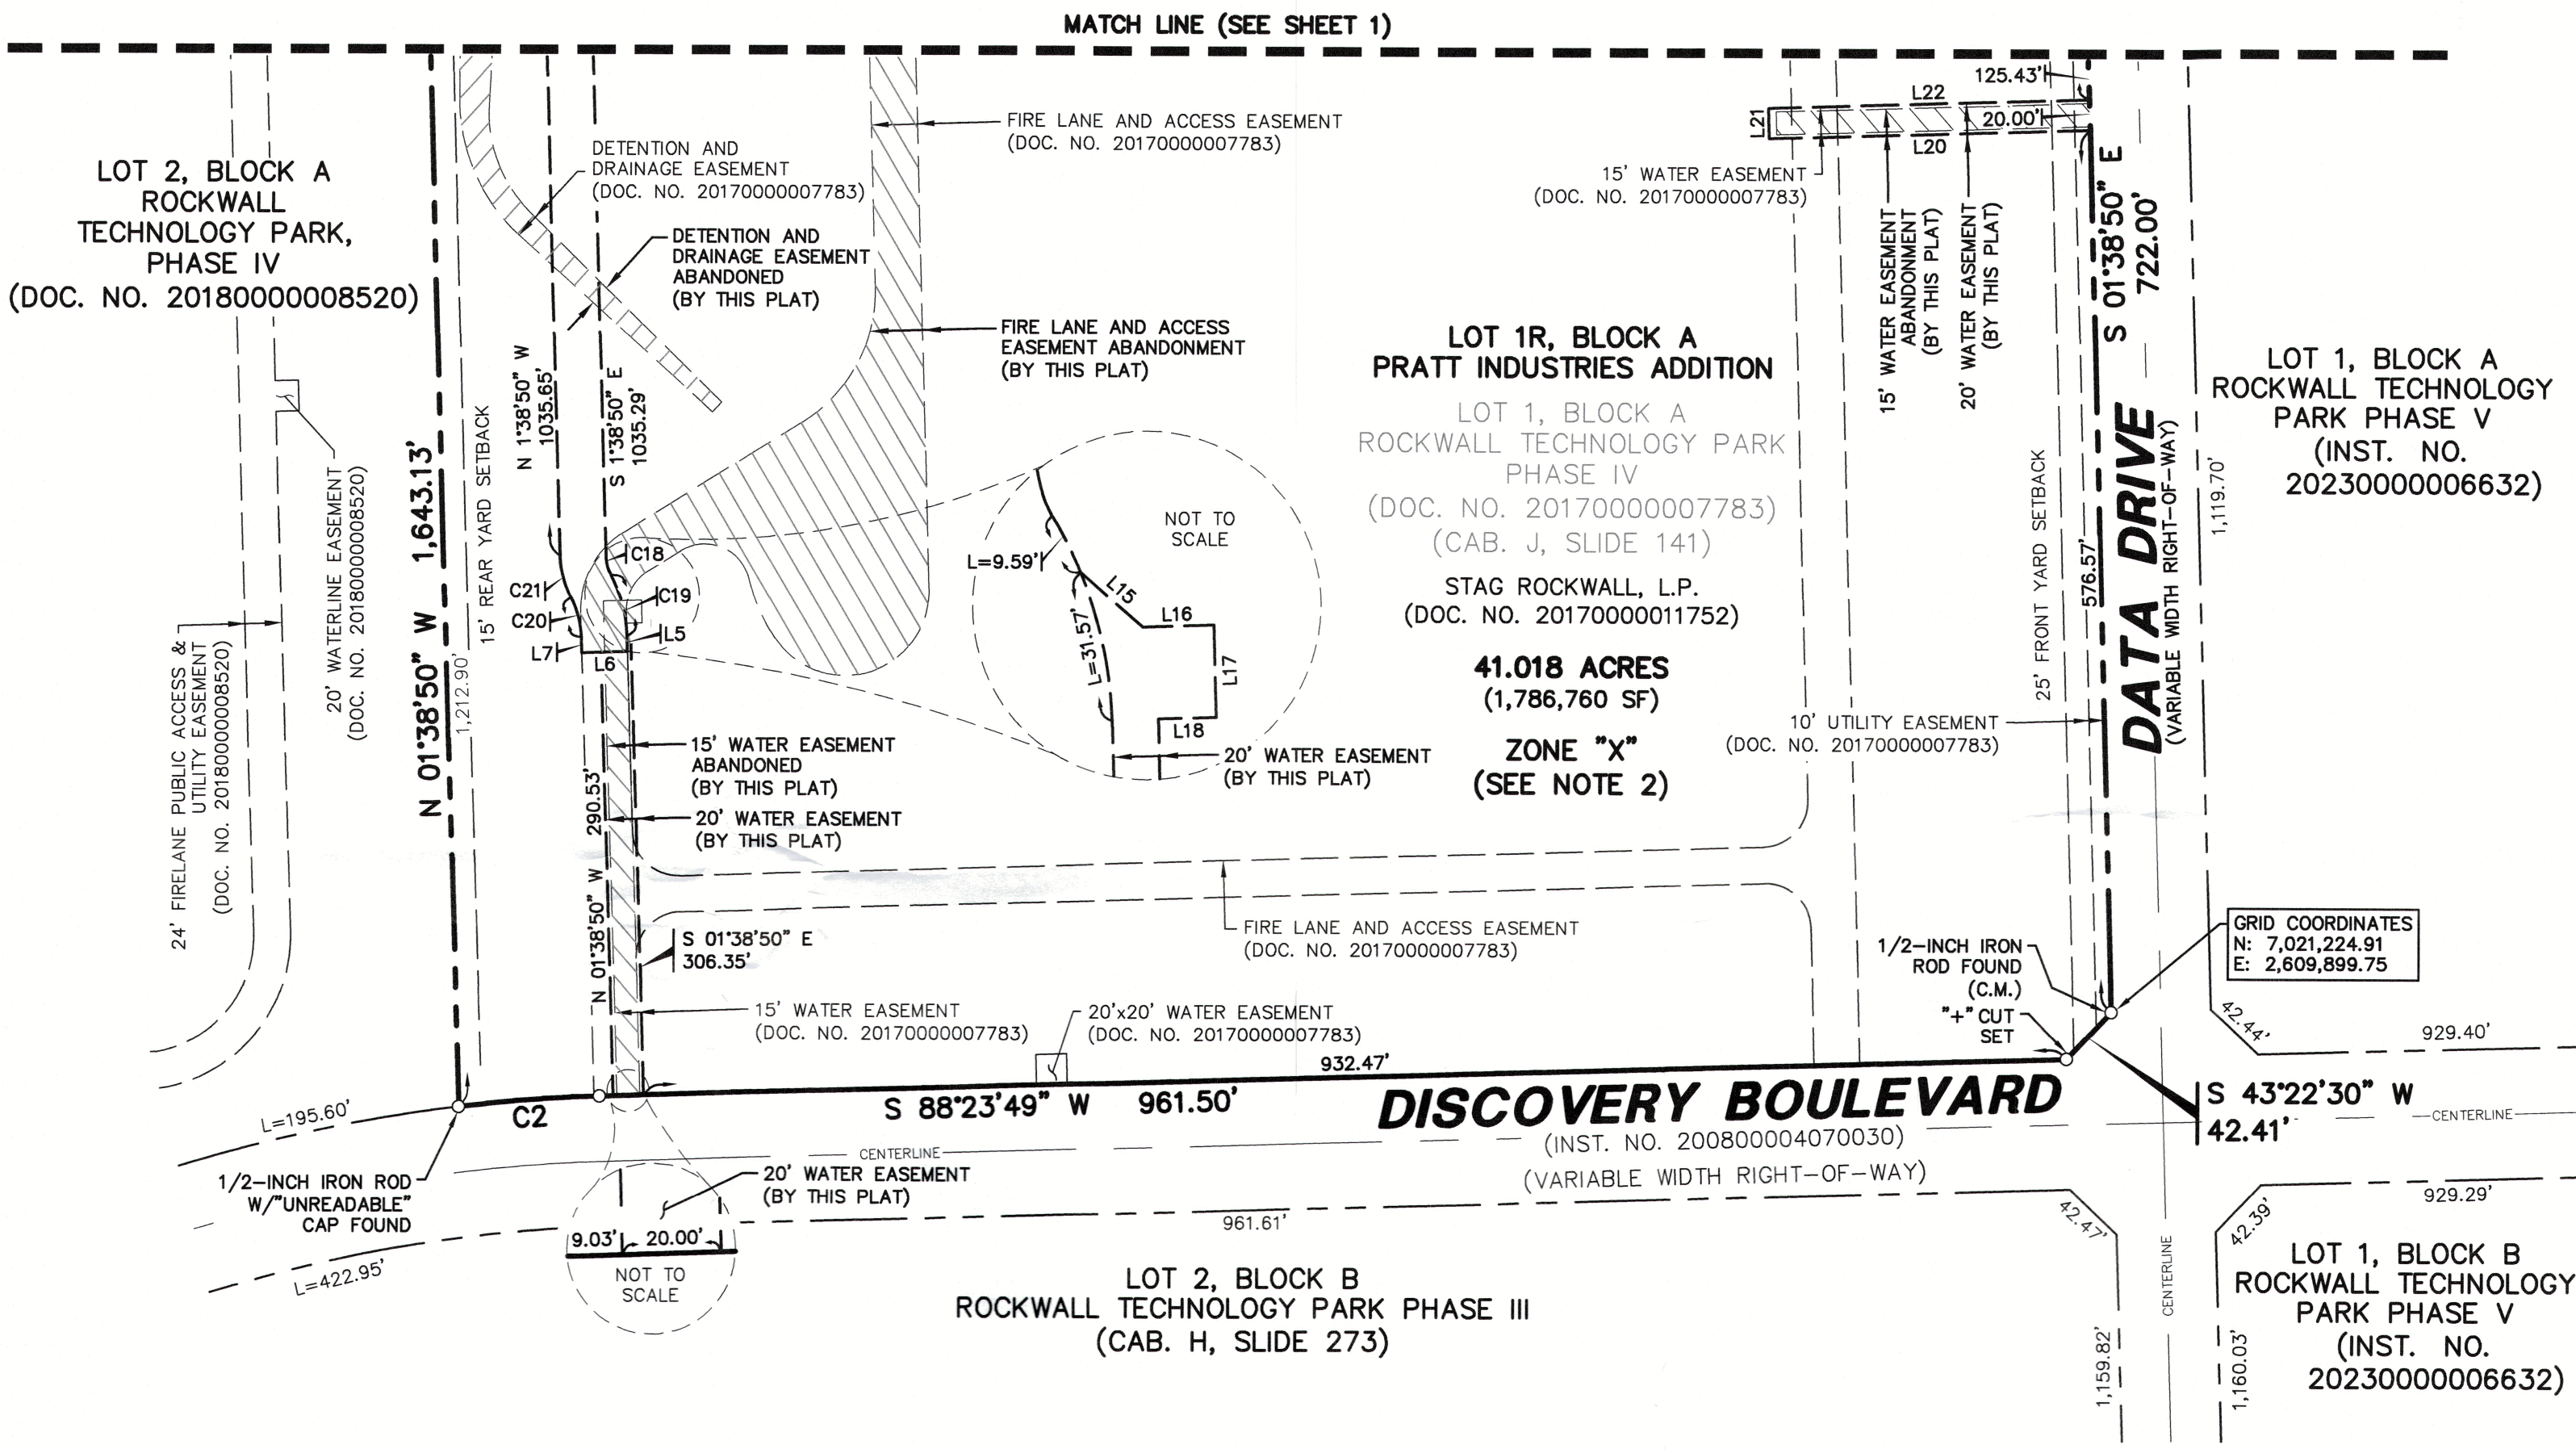 MATCH LINE (SEE SHEET 1)
LOT 2, BLOCK A
ROCKWALL
TECHNOLOGY PARK,
PHASE IV
(DOC. NO. 20180000008520)
24' FIRELANE PUBLIC ACCESS &
UTILITY EASEMENT
(DOC. NO. 20180000008520)
20' WATERLINE EASEMENT
(DOC. NO. 20180000008520)
N 01°38'50" W 1,643.13'
1,212.90'
15' REAR YARD SETBACK
N 1°38'50" W
1035.65'
S 1°38'50" E
1035.29'
DETENTION AND
DRAINAGE EASEMENT
(DOC. NO. 20170000007783)
DETENTION AND
DRAINAGE EASEMENT
ABANDONED
(BY THIS PLAT)
FIRE LANE AND ACCESS EASEMENT
(DOC. NO. 20170000007783)
FIRE LANE AND ACCESS
EASEMENT ABANDONMENT
(BY THIS PLAT)
C18
C21
C19
C20
L5
L7
L6
NOT TO
SCALE
L=9.59'
L15
L16
L=31.57'
L17
L18
20' WATER EASEMENT
(BY THIS PLAT)
LOT 1R, BLOCK A
PRATT INDUSTRIES ADDITION
LOT 1, BLOCK A
ROCKWALL TECHNOLOGY PARK
PHASE IV
(DOC. NO. 20170000007783)
(CAB. J, SLIDE 141)
STAG ROCKWALL, L.P.
(DOC. NO. 20170000011752)
41.018 ACRES
(1,786,760 SF)
ZONE "X"
(SEE NOTE 2)
125.43'
L22
L21
20.00'
L20
15' WATER EASEMENT
(DOC. NO. 20170000007783)
15' WATER EASEMENT
ABANDONMENT
(BY THIS PLAT)
20' WATER EASEMENT
(BY THIS PLAT)
S 01°38'50" E
722.00'
25' FRONT YARD SETBACK
576.57'
DATA DRIVE
(VARIABLE WIDTH RIGHT-OF-WAY)
1,119.70'
LOT 1, BLOCK A
ROCKWALL TECHNOLOGY
PARK PHASE V
(INST. NO.
20230000006632)
10' UTILITY EASEMENT
(DOC. NO. 20170000007783)
15' WATER EASEMENT
ABANDONED
(BY THIS PLAT)
20' WATER EASEMENT
(BY THIS PLAT)
N 01°38'50" W 290.53'
S 01°38'50" E
306.35'
15' WATER EASEMENT
(DOC. NO. 20170000007783)
20'x20' WATER EASEMENT
(DOC. NO. 20170000007783)
FIRE LANE AND ACCESS EASEMENT
(DOC. NO. 20170000007783)
1/2-INCH IRON
ROD FOUND
(C.M.)
"+" CUT
SET
GRID COORDINATES
N: 7,021,224.91
E: 2,609,899.75
42.44'
929.40'
932.47'
S 88°23'49" W 961.50'
DISCOVERY BOULEVARD
(INST. NO. 200800004070030)
(VARIABLE WIDTH RIGHT-OF-WAY)
S 43°22'30" W
42.41'
CENTERLINE
L=195.60'
C2
CENTERLINE
1/2-INCH IRON ROD
W/"UNREADABLE"
CAP FOUND
20' WATER EASEMENT
(BY THIS PLAT)
9.03'
20.00'
NOT TO
SCALE
L=422.95'
961.61'
42.47'
42.39'
929.29'
CENTERLINE
1,159.82'
1,160.03'
LOT 2, BLOCK B
ROCKWALL TECHNOLOGY PARK PHASE III
(CAB. H, SLIDE 273)
LOT 1, BLOCK B
ROCKWALL TECHNOLOGY
PARK PHASE V
(INST. NO.
20230000006632)